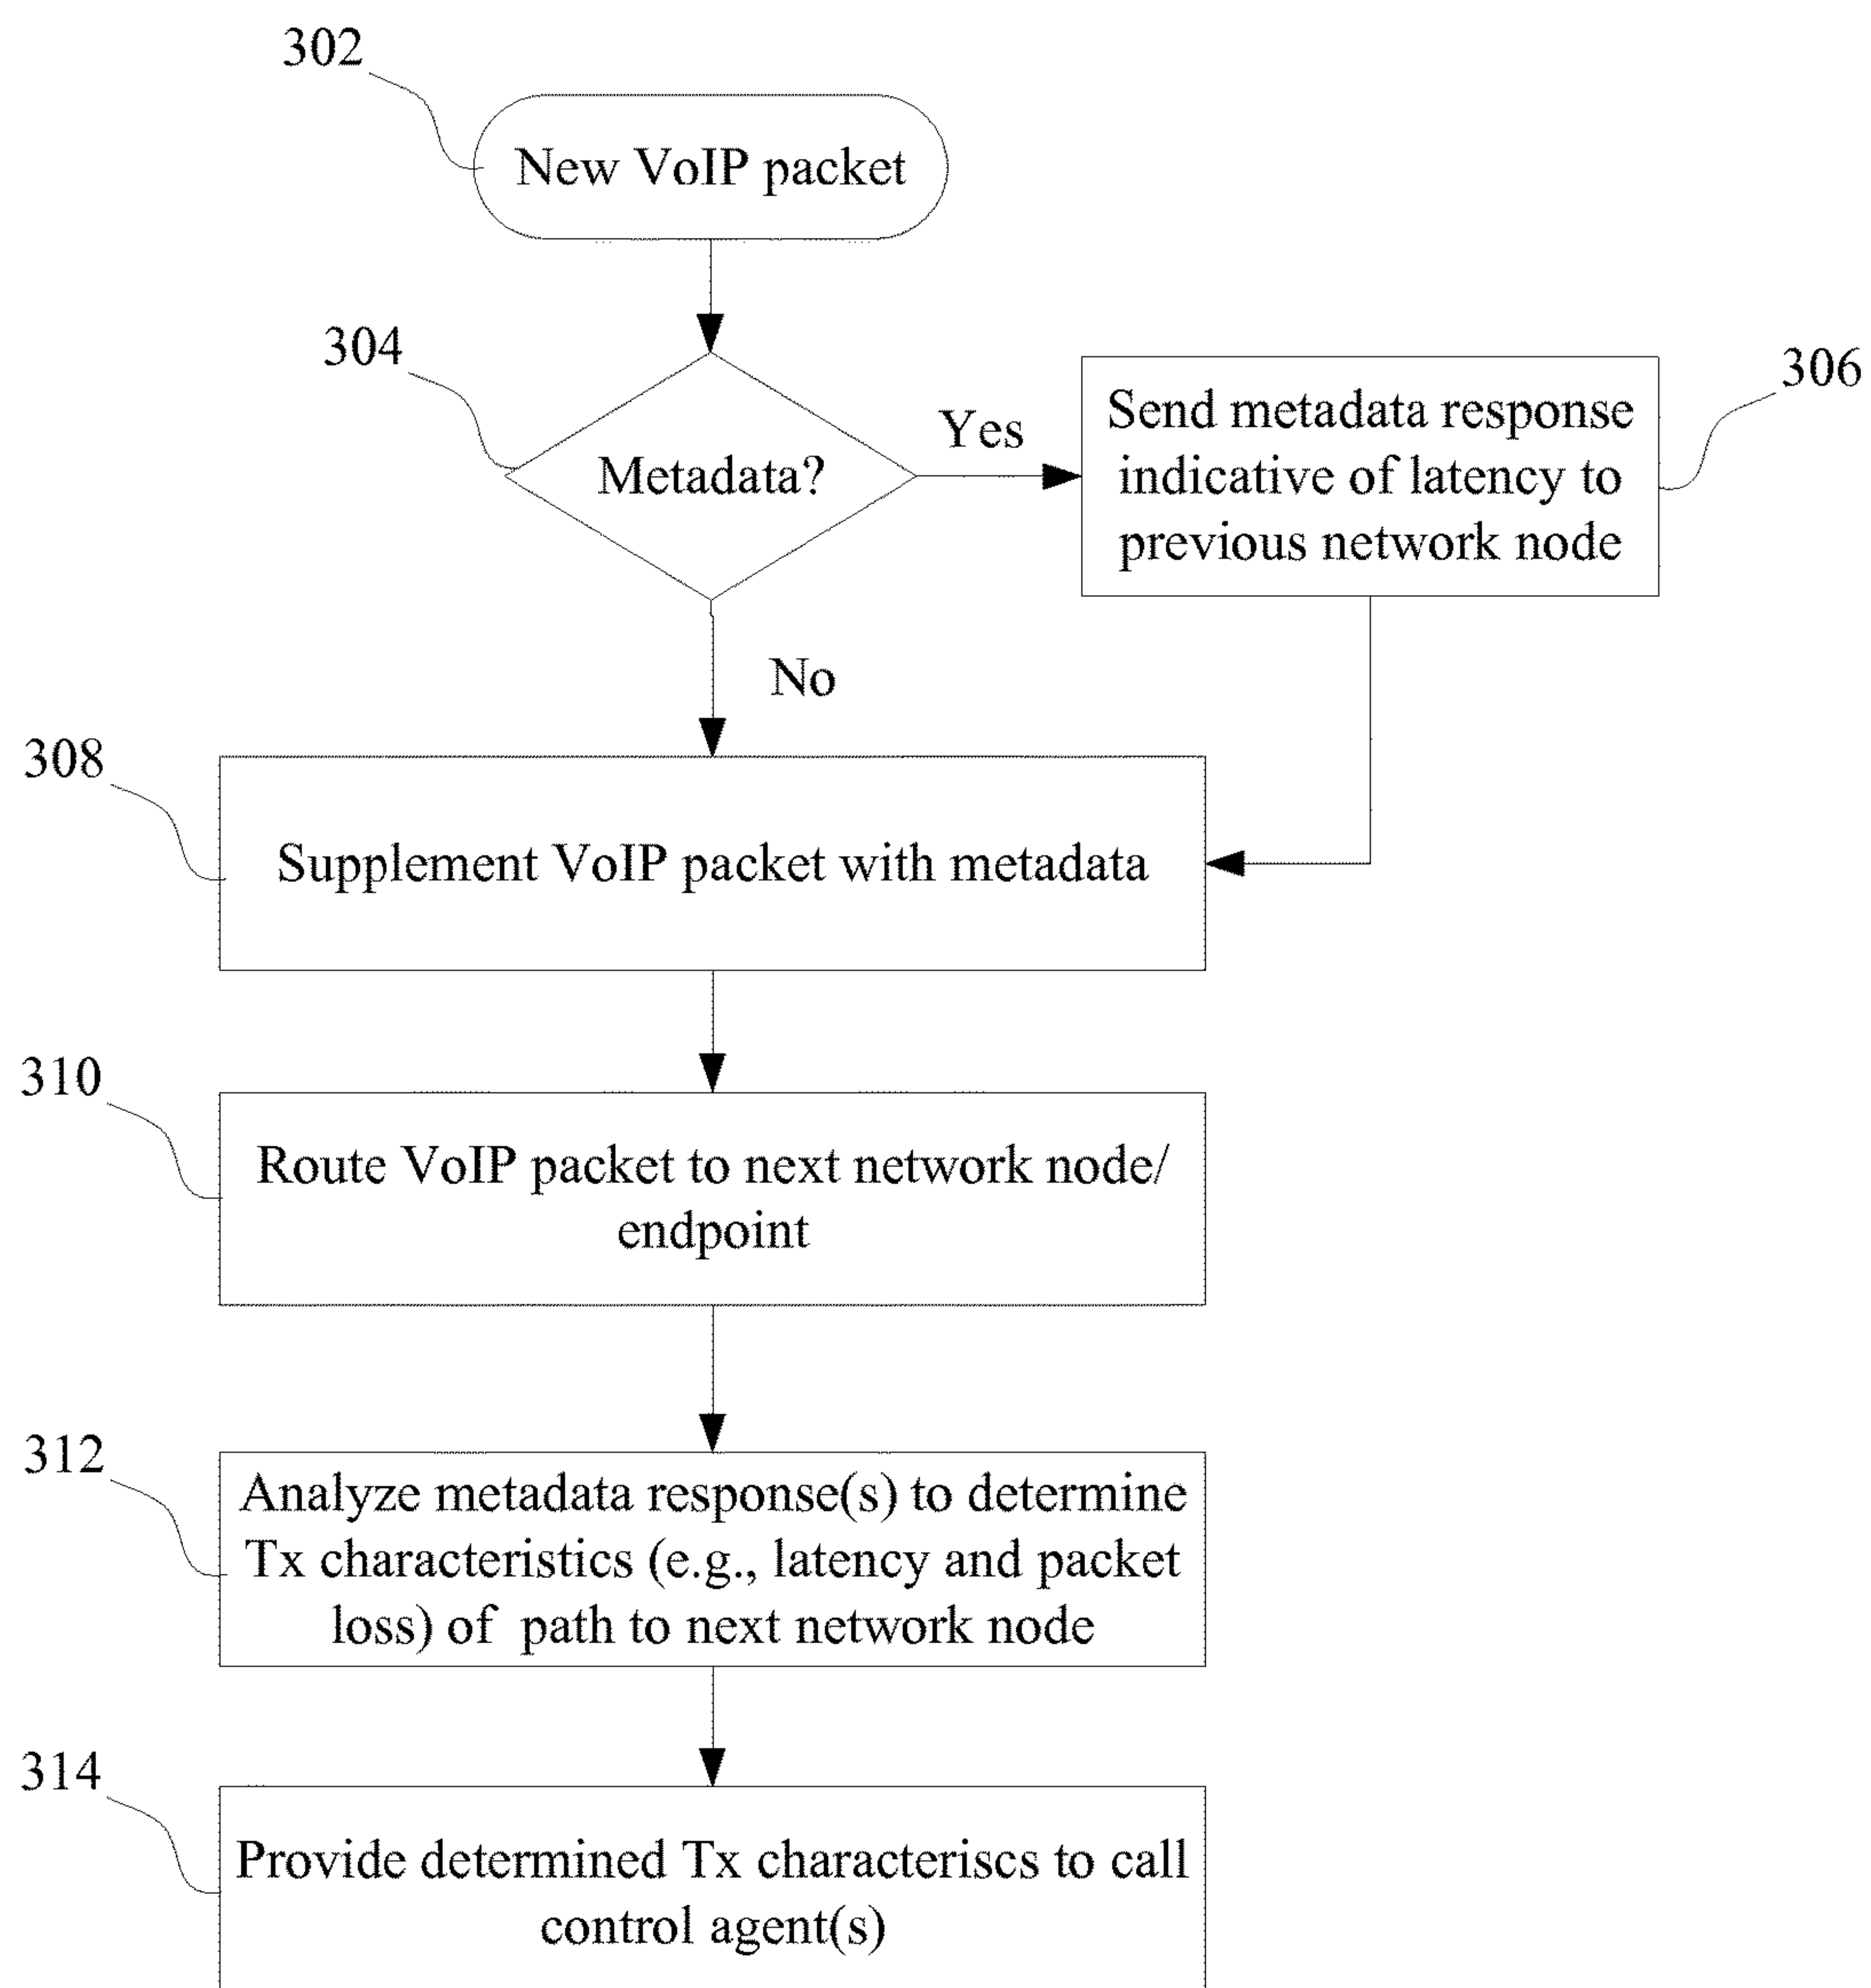 302
New VoIP packet
304
Metadata?
Yes
Send metadata response
indicative of latency to
previous network node
306
No
308
Supplement VoIP packet with metadata
310
Route VoIP packet to next network node/
endpoint
312
Analyze metadata response(s) to determine
Tx characteristics (e.g., latency and packet
loss) of path to next network node
314
Provide determined Tx characteriscs to call
control agent(s)